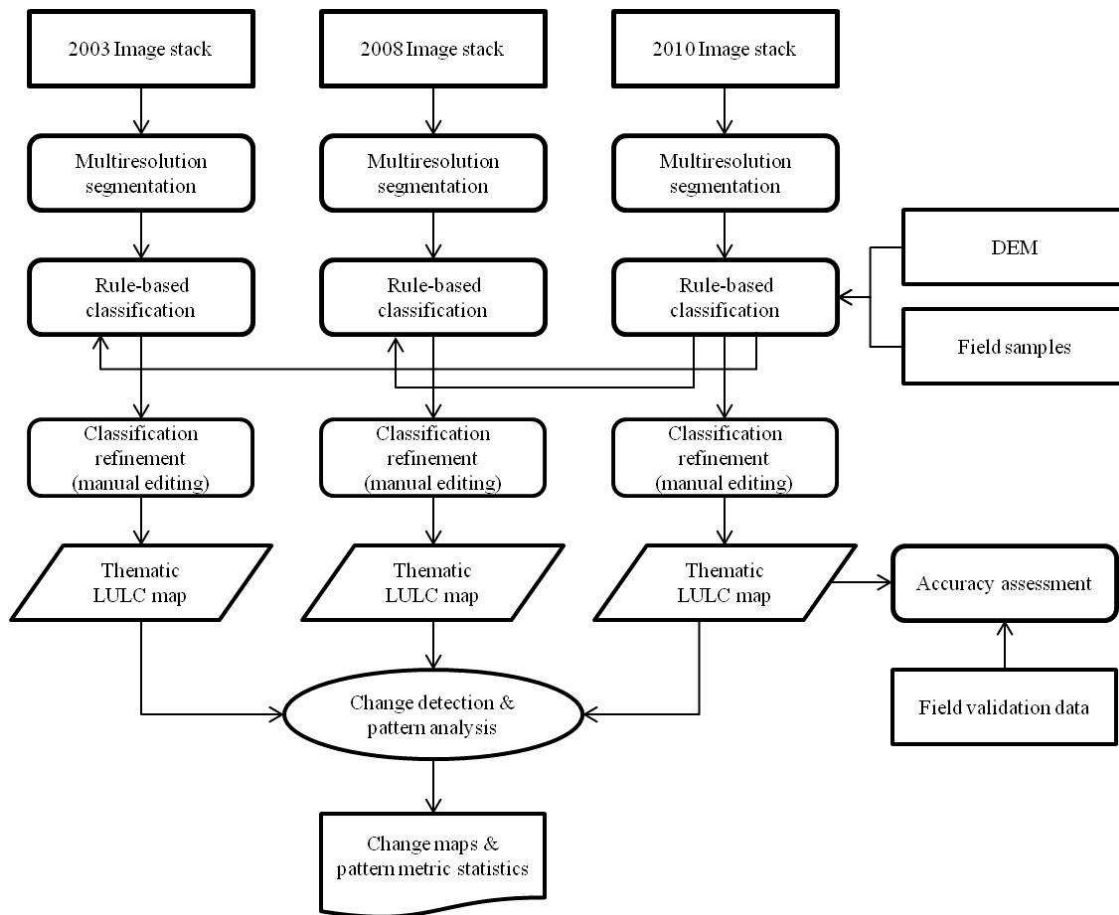 2003 Image stack
2008 Image stack
2010 Image stack
Multiresolution
segmentation
Multiresolution
segmentation
Multiresolution
segmentation
DEM
Rule-based
classification
Rule-based
classification
Rule-based
classification
Field samples
Classification
refinement
(manual editing)
Classification
refinement
(manual editing)
Classification
refinement
(manual editing)
Thematic
LULC map
Thematic
LULC map
Thematic
LULC map
Accuracy assessment
Change detection &
pattern analysis
Field validation data
Change maps &
pattern metric statistics